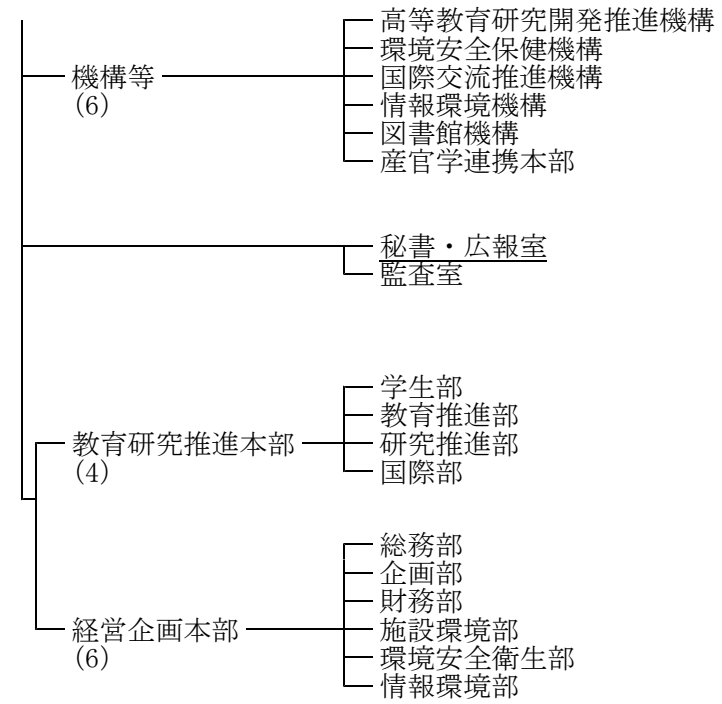 高等教育研究開発推進機構
環境安全保健機構
機構等
国際交流推進機構
(6)
情報環境機構
図書館機構
産官学連携本部
秘書・広報室
監査室
学生部
教育推進部
教育研究推進本部
研究推進部
(4)
国際部
総務部
企画部
財務部
経営企画本部
施設環境部
(6)
環境安全衛生部
情報環境部